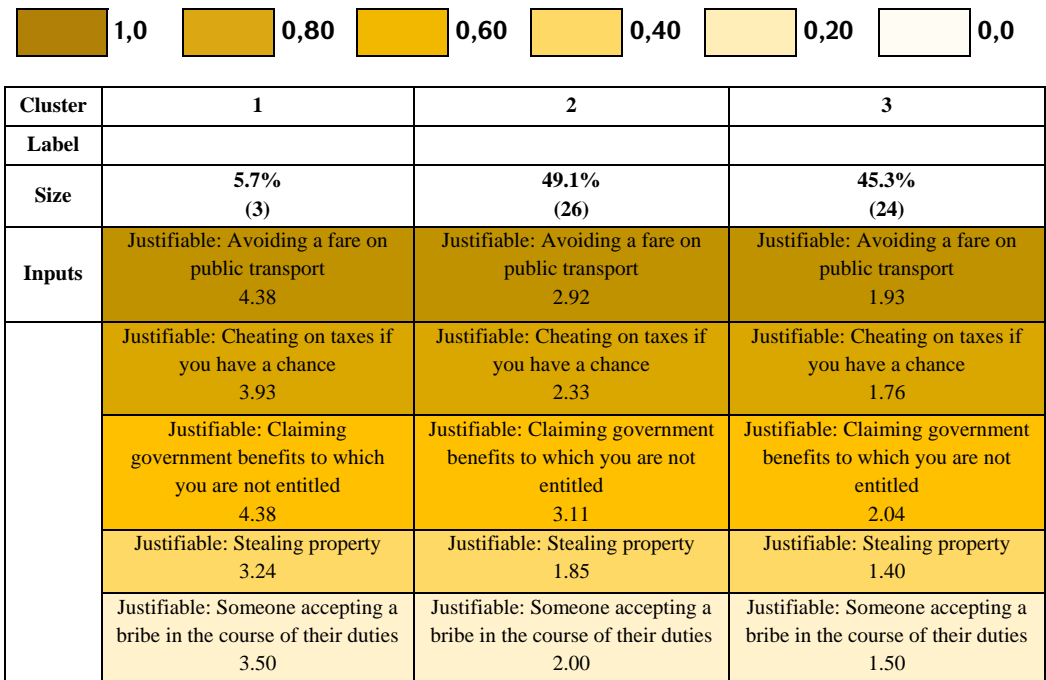 1,0 0,80 0,60 0,40 0,20 0,0
Cluster 1 2 3
Label
Size 5.7% 49.1% 45.3%
(3) (26) (24)
Inputs
Justifiable: Avoiding a fare on
public transport
4.38
Justifiable: Avoiding a fare on
public transport
2.92
Justifiable: Avoiding a fare on
public transport
1.93
Justifiable: Cheating on taxes if
you have a chance
3.93
Justifiable: Cheating on taxes if
you have a chance
2.33
Justifiable: Cheating on taxes if
you have a chance
1.76
Justifiable: Claiming
government benefits to which
you are not entitled
4.38
Justifiable: Claiming government
benefits to which you are not
entitled
3.11
Justifiable: Claiming government
benefits to which you are not
entitled
2.04
Justifiable: Stealing property
3.24
Justifiable: Stealing property
1.85
Justifiable: Stealing property
1.40
Justifiable: Someone accepting a
bribe in the course of their duties
3.50
Justifiable: Someone accepting a
bribe in the course of their duties
2.00
Justifiable: Someone accepting a
bribe in the course of their duties
1.50